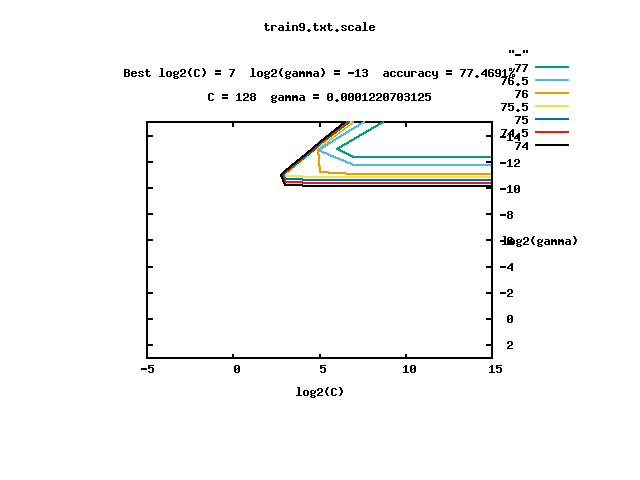 train9.txt.scale
"-"
Best log2(C) = 7  log2(gamma) = -13  accuracy = 77.4691%
77
76.5
C = 128  gamma = 0.0001220703125
76
75.5
75
74.5
74
-14
-12
-10
-8
-6
log2(gamma)
-4
-2
0
2
-5 0 5 10 15
log2(C)